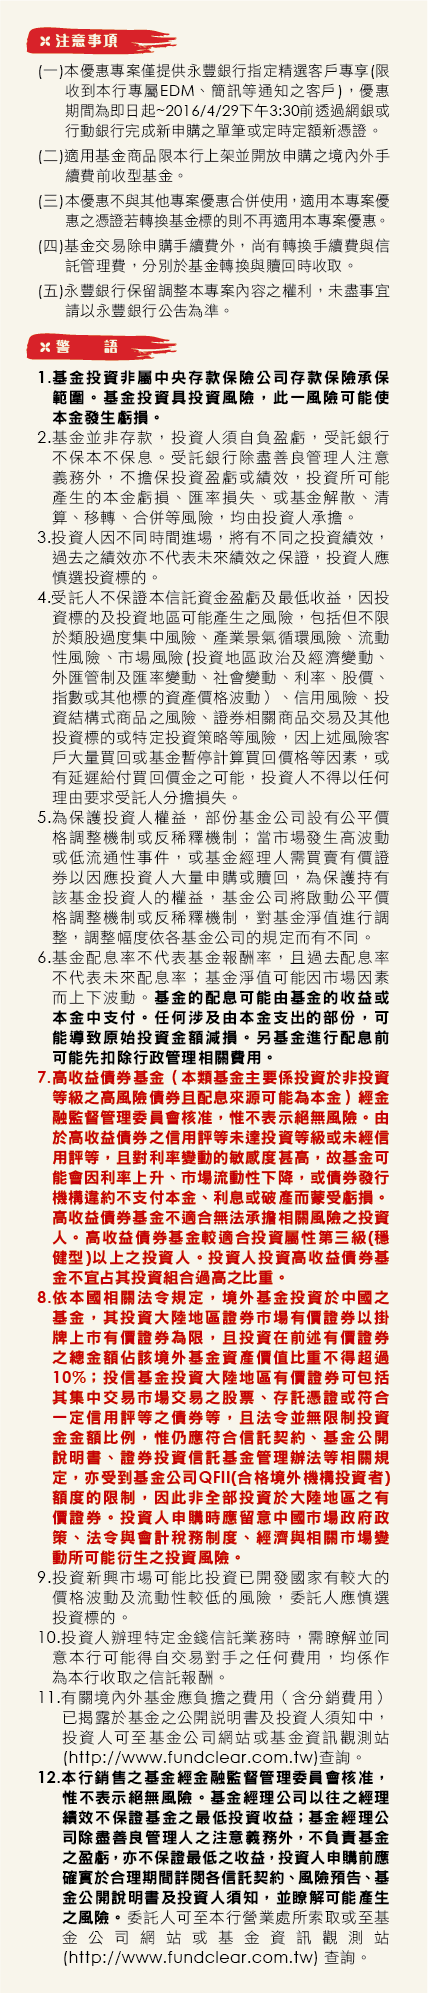 注意事項
(一)本優惠專案僅提供永豐銀行指定精選客戶專享(限
收到本行專屬EDM、簡訊等通知之客戶)，優惠
期間為即日起~2016/4/29下午3:30前透過網銀或
行動銀行完成新申購之單筆或定時定額新憑證。
(二)適用基金商品限本行上架並開放申購之境內外手
續費前收型基金。
(三)本優惠不與其他專案優惠合併使用，適用本專案優
惠之憑證若轉換基金標的則不再適用本專案優惠。
(四)基金交易除申購手續費外，尚有轉換手續費與信
託管理費，分別於基金轉換與贖回時收取。
(五)永豐銀行保留調整本專案內容之權利，未盡事宜
請以永豐銀行公告為準。
警 語
1.基金投資非屬中央存款保險公司存款保險承保
範圍。基金投資具投資風險，此一風險可能使
本金發生虧損。
2.基金並非存款，投資人須自負盈虧，受託銀行
不保本不保息。受託銀行除盡善良管理人注意
義務外，不擔保投資盈虧或績效，投資所可能
產生的本金虧損、匯率損失、或基金解散、清
算、移轉、合併等風險，均由投資人承擔。
3.投資人因不同時間進場，將有不同之投資績效，
過去之績效亦不代表未來績效之保證，投資人應
慎選投資標的。
4.受託人不保證本信託資金盈虧及最低收益，因投
資標的及投資地區可能產生之風險，包括但不限
於類股過度集中風險、產業景氣循環風險、流動
性風險、市場風險(投資地區政治及經濟變動、
外匯管制及匯率變動、社會變動、利率、股價、
指數或其他標的資產價格波動）、信用風險、投
資結構式商品之風險、證券相關商品交易及其他
投資標的或特定投資策略等風險，因上述風險客
戶大量買回或基金暫停計算買回價格等因素，或
有延遲給付買回價金之可能，投資人不得以任何
理由要求受託人分擔損失。
5.為保護投資人權益，部份基金公司設有公平價
格調整機制或反稀釋機制；當市場發生高波動
或低流通性事件，或基金經理人需買賣有價證
券以因應投資人大量申購或贖回，為保護持有
該基金投資人的權益，基金公司將啟動公平價
格調整機制或反稀釋機制，對基金淨值進行調
整，調整幅度依各基金公司的規定而有不同。
6.基金配息率不代表基金報酬率，且過去配息率
不代表未來配息率；基金淨值可能因市場因素
而上下波動。基金的配息可能由基金的收益或
本金中支付。任何涉及由本金支出的部份，可
能導致原始投資金額減損。另基金進行配息前
可能先扣除行政管理相關費用。
7.高收益債券基金（本類基金主要係投資於非投資
等級之高風險債券且配息來源可能為本金）經金
融監督管理委員會核准，惟不表示絕無風險。由
於高收益債券之信用評等未達投資等級或未經信
用評等，且對利率變動的敏感度甚高，故基金可
能會因利率上升、市場流動性下降，或債券發行
機構違約不支付本金、利息或破產而蒙受虧損。
高收益債券基金不適合無法承擔相關風險之投資
人。高收益債券基金較適合投資屬性第三級(穩
健型)以上之投資人。投資人投資高收益債券基
金不宜占其投資組合過高之比重。
8.依本國相關法令規定，境外基金投資於中國之
基金，其投資大陸地區證券市場有價證券以掛
牌上市有價證券為限，且投資在前述有價證券
之總金額佔該境外基金資產價值比重不得超過
10%；投信基金投資大陸地區有價證券可包括
其集中交易市場交易之股票、存託憑證或符合
一定信用評等之債券等，且法令並無限制投資
金金額比例，惟仍應符合信託契約、基金公開
說明書、證券投資信託基金管理辦法等相關規
定，亦受到基金公司QFII(合格境外機構投資者)
額度的限制，因此非全部投資於大陸地區之有
價證券。投資人申購時應留意中國市場政府政
策、法令與會計稅務制度、經濟與相關市場變
動所可能衍生之投資風險。
9.投資新興市場可能比投資已開發國家有較大的
價格波動及流動性較低的風險，委託人應慎選
投資標的。
10.投資人辦理特定金錢信託業務時，需瞭解並同
意本行可能得自交易對手之任何費用，均係作
為本行收取之信託報酬。
11.有關境內外基金應負擔之費用（含分銷費用）
已揭露於基金之公開說明書及投資人須知中，
投資人可至基金公司網站或基金資訊觀測站
(http://www.fundclear.com.tw)查詢。
12.本行銷售之基金經金融監督管理委員會核准，
惟不表示絕無風險。基金經理公司以往之經理
績效不保證基金之最低投資收益；基金經理公
司除盡善良管理人之注意義務外，不負責基金
之盈虧，亦不保證最低之收益，投資人申購前應
確實於合理期間詳閱各信託契約、風險預告、基
金公開說明書及投資人須知，並瞭解可能產生
之風險。委託人可至本行營業處所索取或至基
金公司網站或基金資訊觀測站
(http://www.fundclear.com.tw) 查詢。